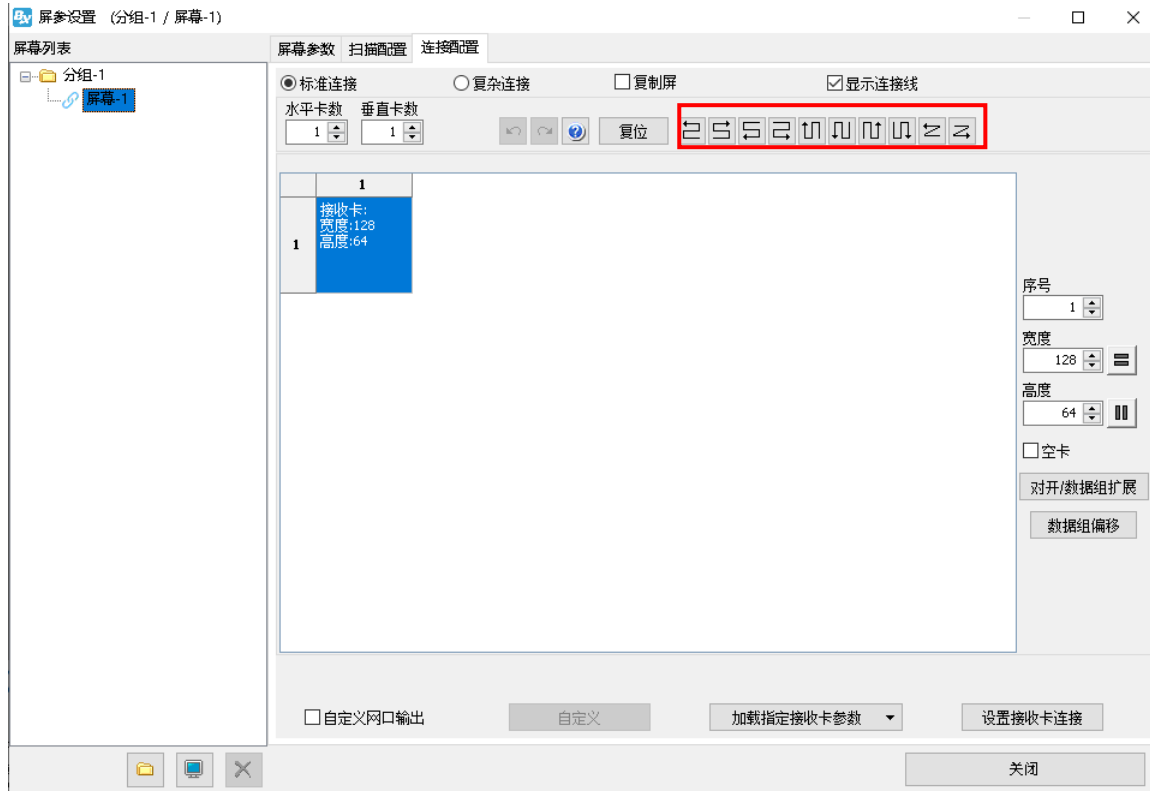 BX 屏参设置 (分组-1 / 屏幕-1)
屏幕列表
分组-1
屏幕-1
屏幕参数 扫描配置 连接配置
标准连接 复杂连接 复制屏 显示连接线
水平卡数 垂直卡数
1 1 复位
1
1
接收卡:
宽度:128
高度:64
序号
1
宽度
128
高度
64
空卡
对开/数据组扩展
数据组偏移
自定义网口输出 自定义 加载指定接收卡参数 设置接收卡连接
关闭